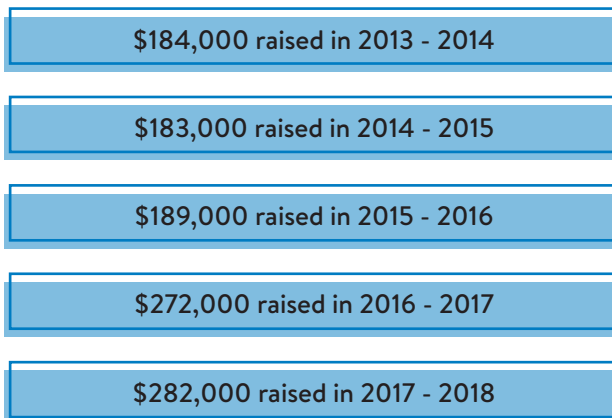 $184,000 raised in 2013 - 2014
$183,000 raised in 2014 - 2015
$189,000 raised in 2015 - 2016
$272,000 raised in 2016 - 2017
$282,000 raised in 2017 - 2018